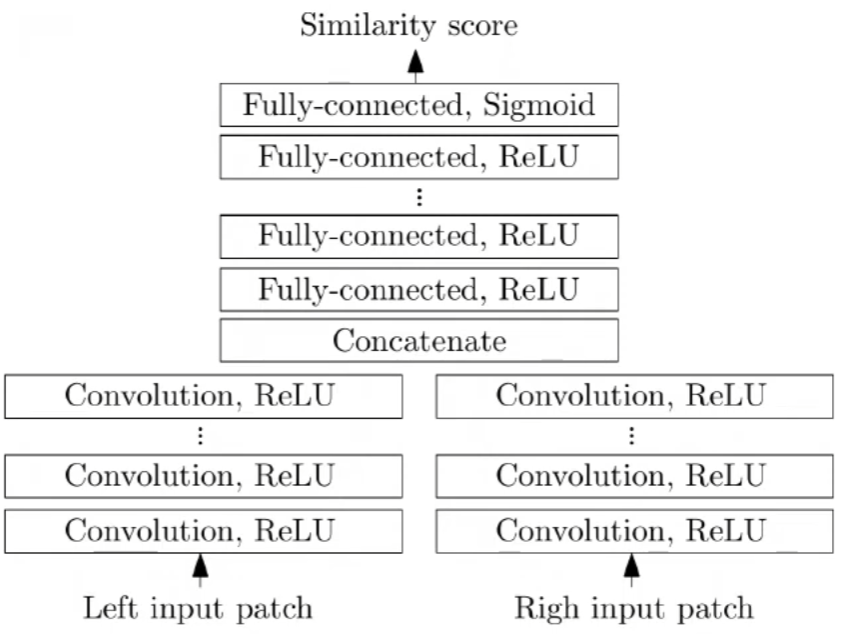 Similarity score
Fully-connected, Sigmoid
Fully-connected, ReLU
⋮
Fully-connected, ReLU
Fully-connected, ReLU
Concatenate
Convolution, ReLU Convolution, ReLU
⋮ ⋮
Convolution, ReLU Convolution, ReLU
Convolution, ReLU Convolution, ReLU
Left input patch Righ input patch